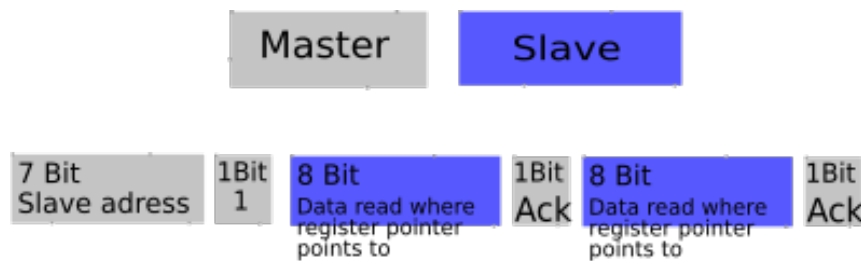 Master
Slave
7 Bit
Slave adress
1Bit
1
8 Bit
Data read where
register pointer
points to
1Bit
Ack
8 Bit
Data read where
register pointer
points to
1Bit
Ack